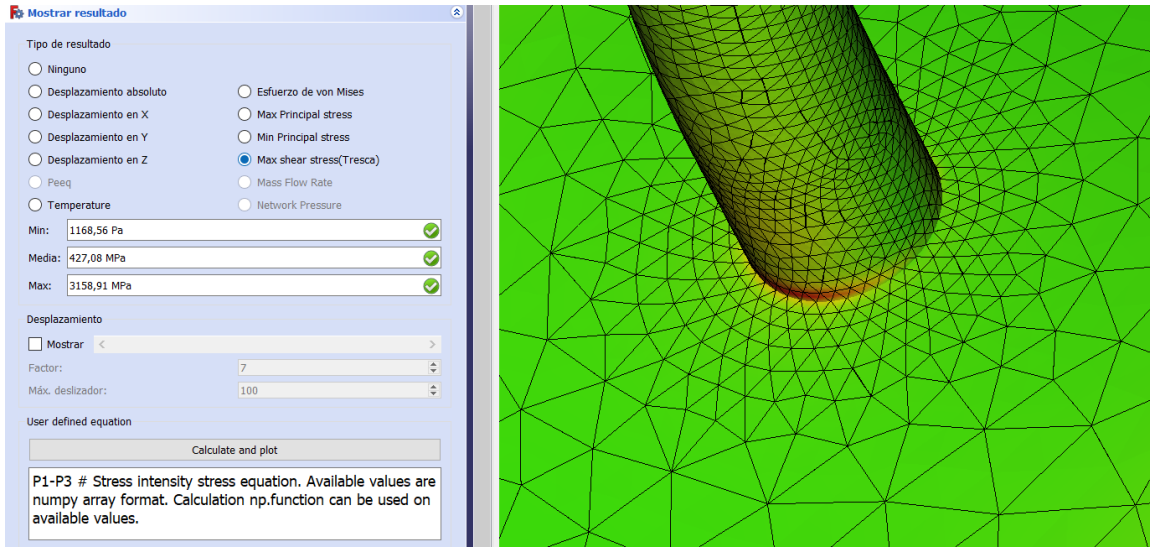 Mostrar resultado
Tipo de resultado
Ninguno
Desplazamiento absoluto
Esfuerzo de von Mises
Desplazamiento en X
Max Principal stress
Desplazamiento en Y
Min Principal stress
Desplazamiento en Z
Max shear stress(Tresca)
Peeq
Mass Flow Rate
Temperature
Network Pressure
Min: 1168,56 Pa
Media: 427,08 MPa
Max: 3158,91 MPa
Desplazamiento
Mostrar
Factor: 7
Máx. deslizador: 100
User defined equation
Calculate and plot
P1-P3 # Stress intensity stress equation. Available values are
numpy array format. Calculation np.function can be used on
available values.